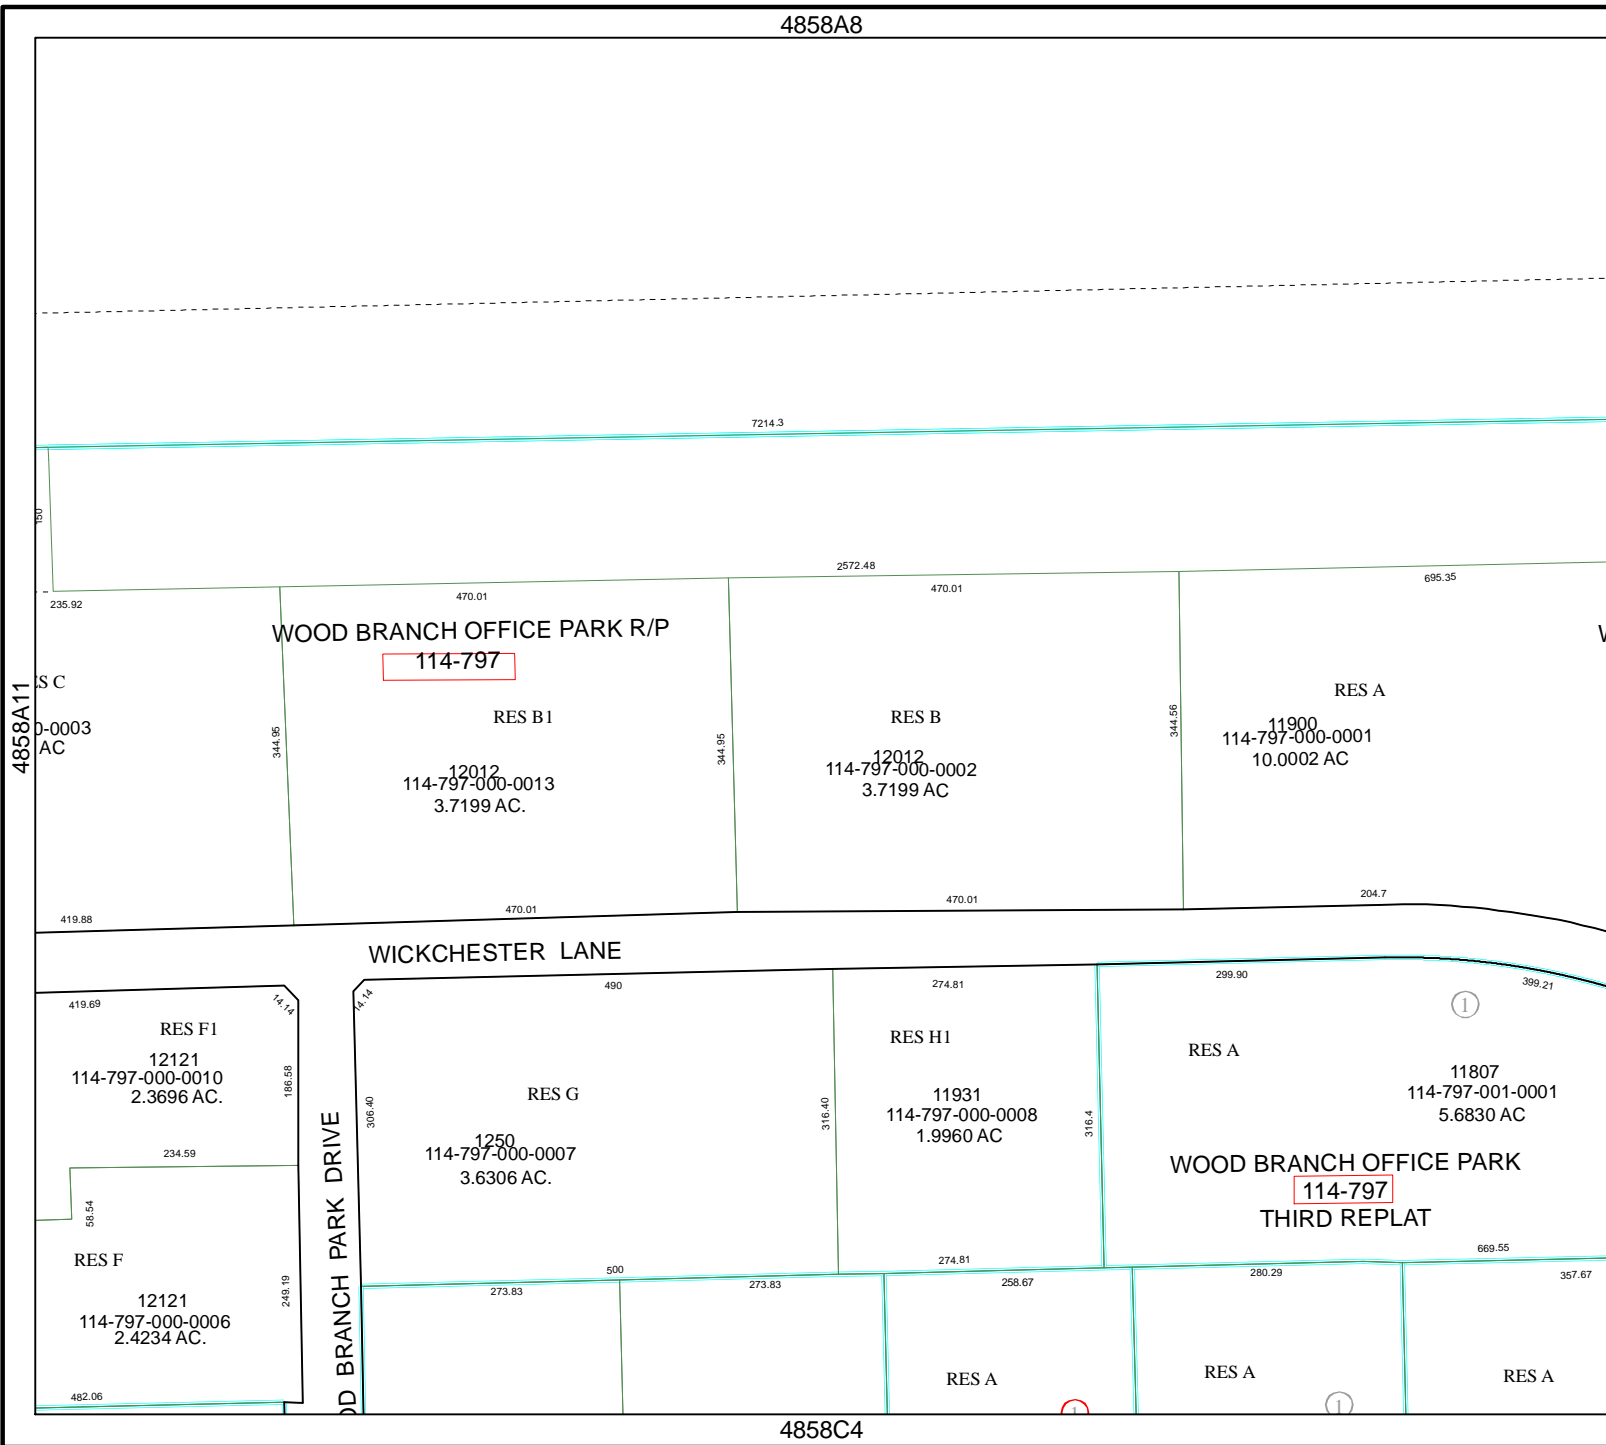 4858A8
7214.3
150
2572.48
695.35
235.92
470.01
470.01
WOOD BRANCH OFFICE PARK R/P
114-797
4858A11
0-0003
AC
344.95
RES B1
12012
114-797-000-0013
3.7199 AC.
344.95
RES B
12012
114-797-000-0002
3.7199 AC
344.56
RES A
11900
114-797-000-0001
10.0002 AC
419.88
470.01
470.01
204.7
WICKCHESTER LANE
419.69
14.14
14.14
490
274.81
299.90
399.21
1
RES F1
12121
114-797-000-0010
2.3696 AC.
186.58
234.59
58.54
306.40
RES G
1250
114-797-000-0007
3.6306 AC.
316.40
RES H1
11931
114-797-000-0008
1.9960 AC
316.4
RES A
11807
114-797-001-0001
5.6830 AC
WOOD BRANCH OFFICE PARK
114-797
THIRD REPLAT
RES F
12121
114-797-000-0006
2.4234 AC.
249.19
BRANCH PARK DRIVE
500
274.81
669.55
273.83
273.83
258.67
280.29
357.67
RES A
RES A
RES A
482.06
1
1
4858C4